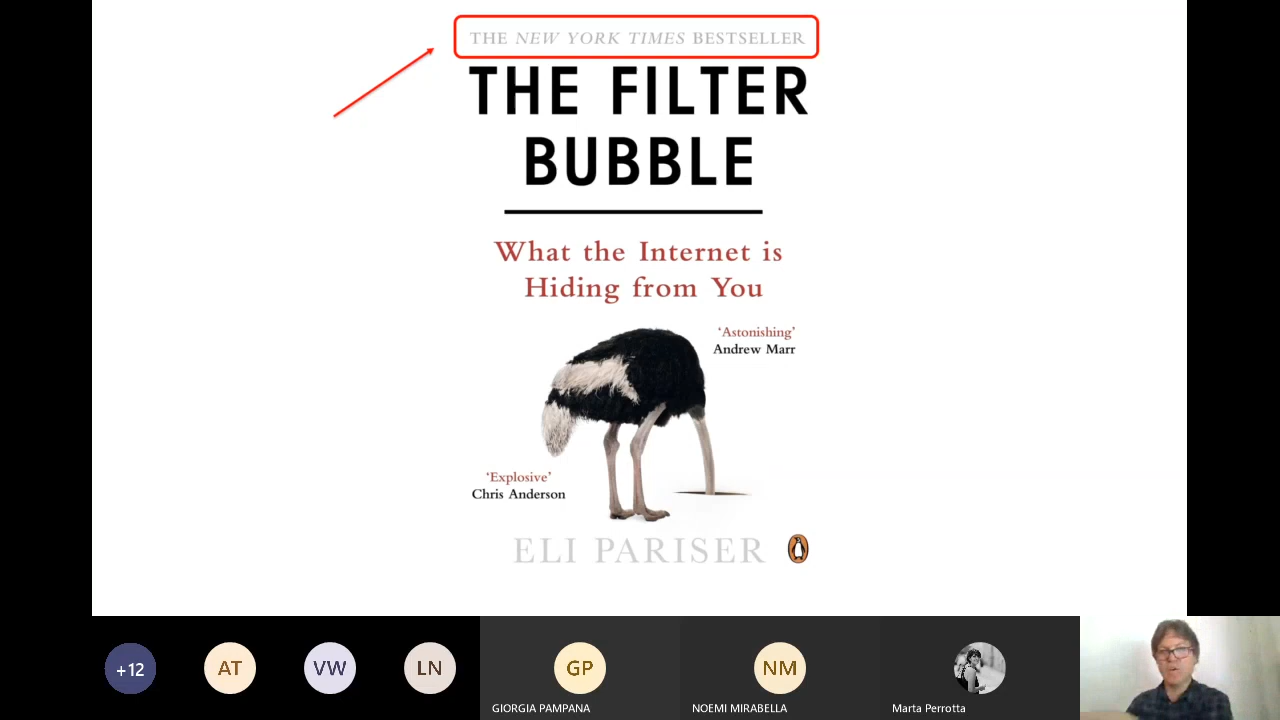 THE NEW YORK TIMES BESTSELLER
THE FILTER
BUBBLE
What the Internet is
Hiding from You
‘Astonishing’
Andrew Marr
‘Explosive’
Chris Anderson
ELI PARISER
+12
AT
VW
LN
GP
NM
GIORGIA PAMPANA
NOEMI MIRABELLA
Marta Perrotta